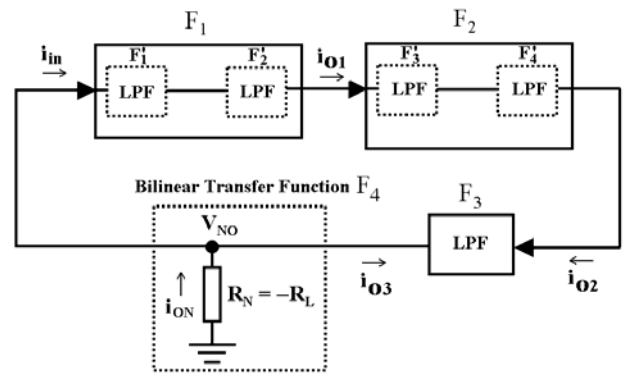 F₁
F₂
i_in
F'₁
F'₂
i_O1
F'₃
F'₄
LPF
LPF
LPF
LPF
Bilinear Transfer Function F₄
F₃
V_NO
LPF
i_ON
R_N = –R_L
i_O3
i_O2